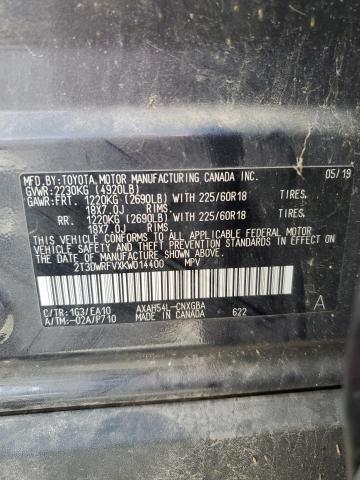 MFD.BY:TOYOTA MOTOR MANUFACTURING CANADA INC. 05/19
GVWR:2230KG (4920LB)
GAWR:FRT. 1220KG (2690LB) WITH 225/60R18 TIRES,
18X7.0J RIMS
RR. 1220KG (2690LB) WITH 225/60R18 TIRES,
18X7.0J RIMS
THIS VEHICLE CONFORMS TO ALL APPLICABLE FEDERAL MOTOR
VEHICLE SAFETY AND THEFT PREVENTION STANDARDS IN EFFECT
ON THE DATE OF MANUFACTURE SHOWN ABOVE.
2T3DWRFVXKW014400 MPV
C/TR:1G3/EA10 AXAH54L-CNXGBA A
A/TM:-02A/P710 MADE IN CANADA 622